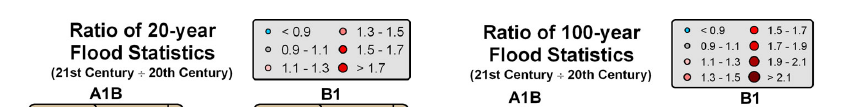 Ratio of 20-year
Flood Statistics
(21st Century ÷ 20th Century)
< 0.9 1.3 - 1.5
0.9 - 1.1 1.5 - 1.7
1.1 - 1.3 > 1.7
A1B B1
Ratio of 100-year
Flood Statistics
(21st Century ÷ 20th Century)
< 0.9 1.5 - 1.7
0.9 - 1.1 1.7 - 1.9
1.1 - 1.3 1.9 - 2.1
1.3 - 1.5 > 2.1
A1B B1